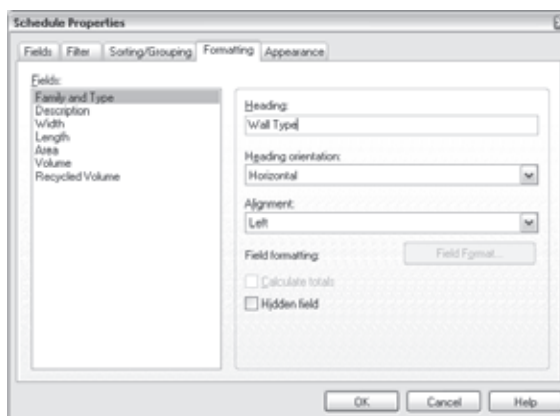 Schedule Properties
Fields Filter Sorting/Grouping Formatting Appearance
Fields:
Family and Type
Description
Width
Length
Area
Volume
Recycled Volume
Heading:
Wall Type
Heading orientation:
Horizontal
Alignment:
Left
Field formatting: Field Format...
Calculate totals
Hidden field
OK Cancel Help